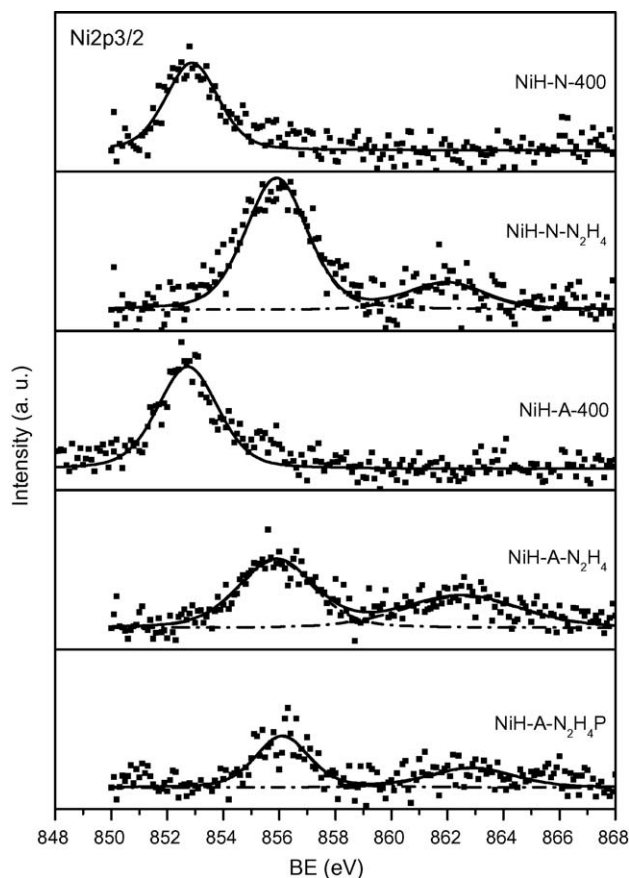 Ni2p3/2
NiH-N-400
NiH-N-N₂H₄
NiH-A-400
NiH-A-N₂H₄
NiH-A-N₂H₄P
Intensity (a. u.)
848 850 852 854 856 858 860 862 864 866 868
BE (eV)